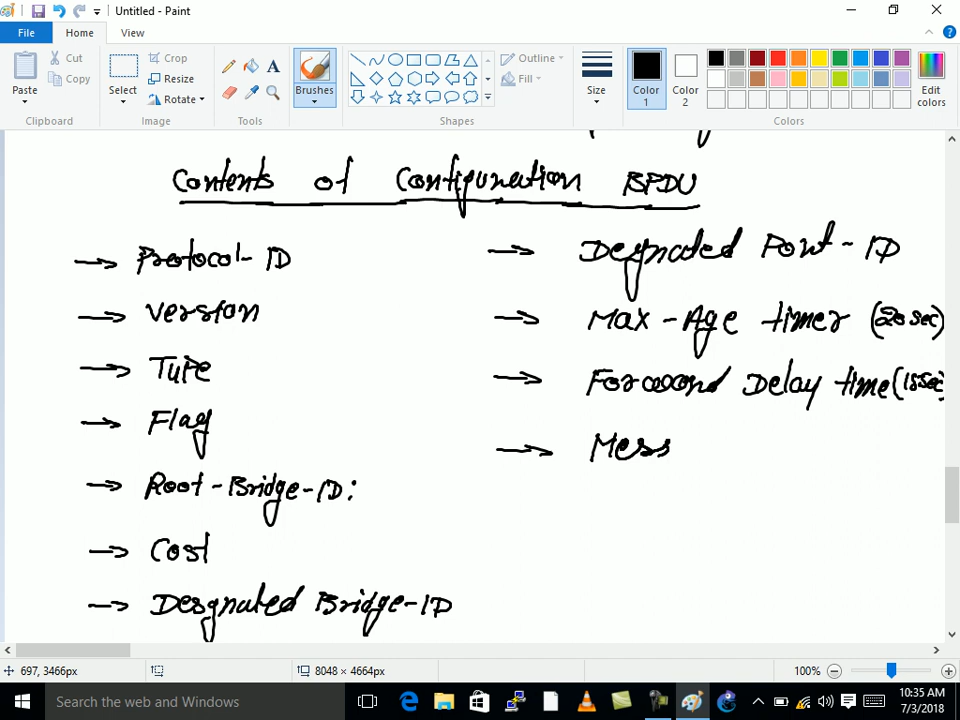 Untitled - Paint
File Home View
Paste Cut Copy
Clipboard
Select Crop Resize Rotate
Image
Tools
Brushes
Outline Fill
Shapes
Size
Color 1 Color 2
Edit colors
Colors
Contents of Configuration BPDU
→ Protocol-ID
→ Version
→ Type
→ Flag
→ Root-Bridge-ID:
→ Cost
→ Desgnated Bridge-ID
→ Degnated Port-ID
→ Max-Age timer (20sec)
→ Forward Delay time(15sec)
→ Mess
697, 3466px
8048 × 4664px
100%
Search the web and Windows
10:35 AM
7/3/2018